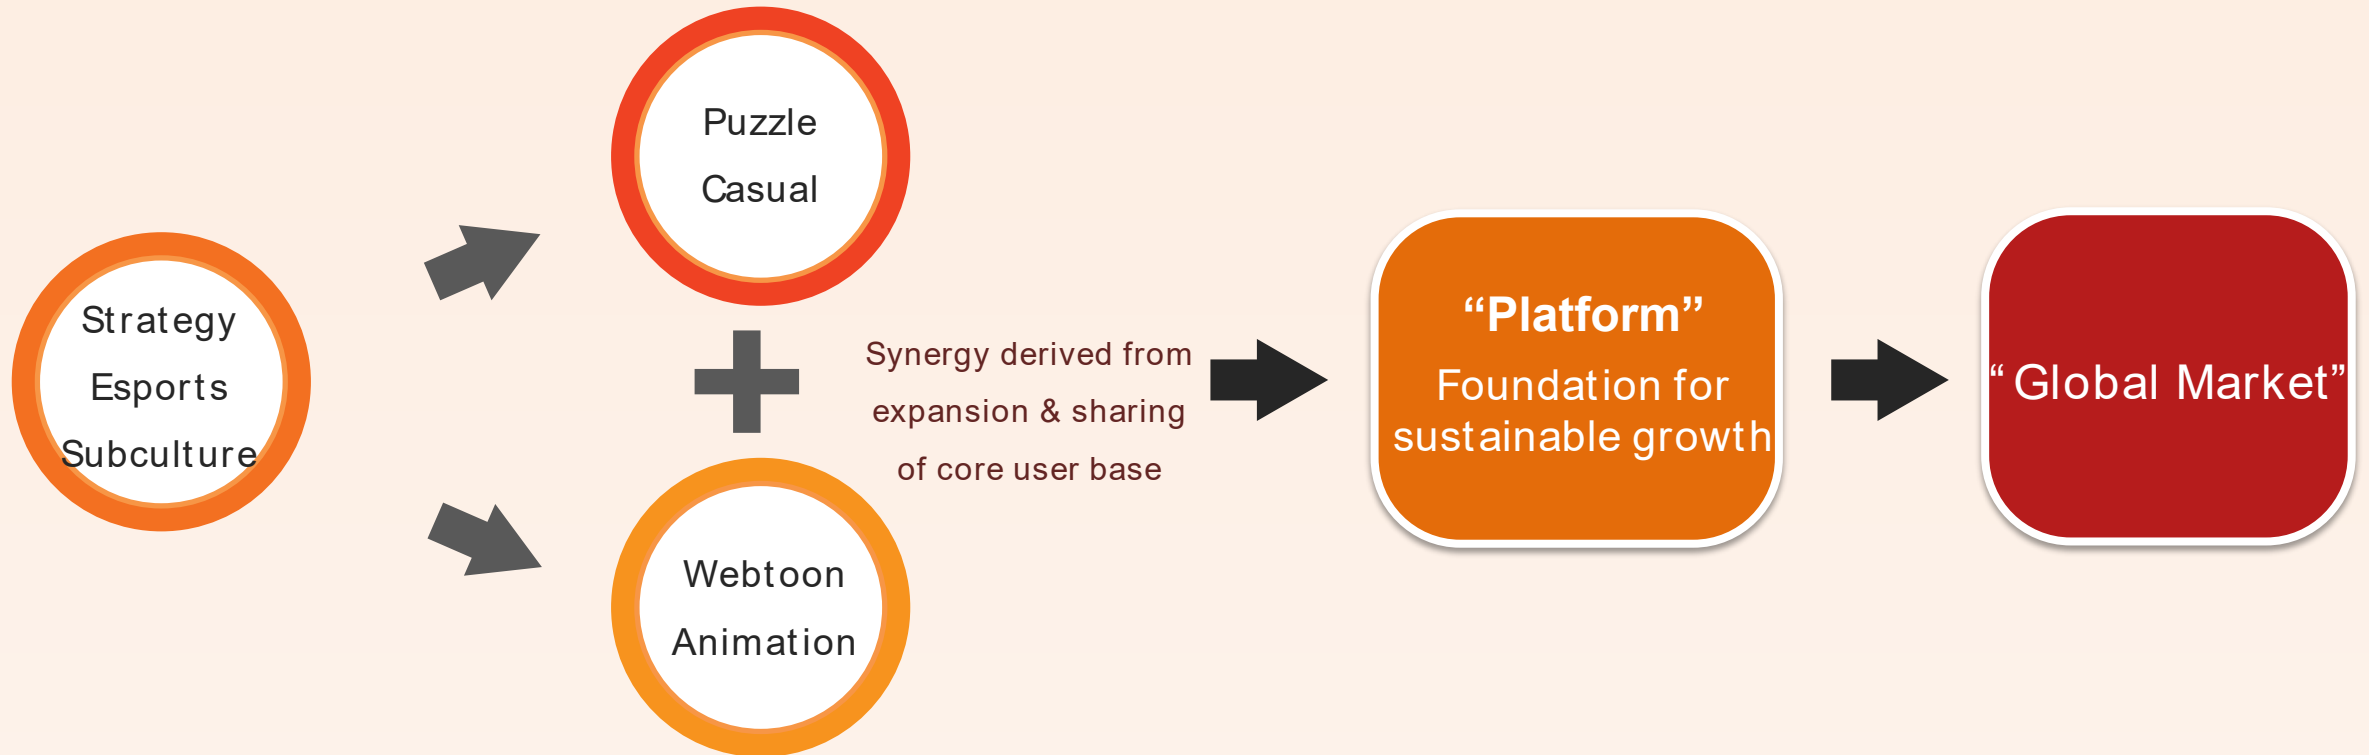 Strategy
Esports
Subculture
Puzzle
Casual
Webtoon
Animation
Synergy derived from
expansion & sharing
of core user base
“Platform”
Foundation for
sustainable growth
“Global Market”